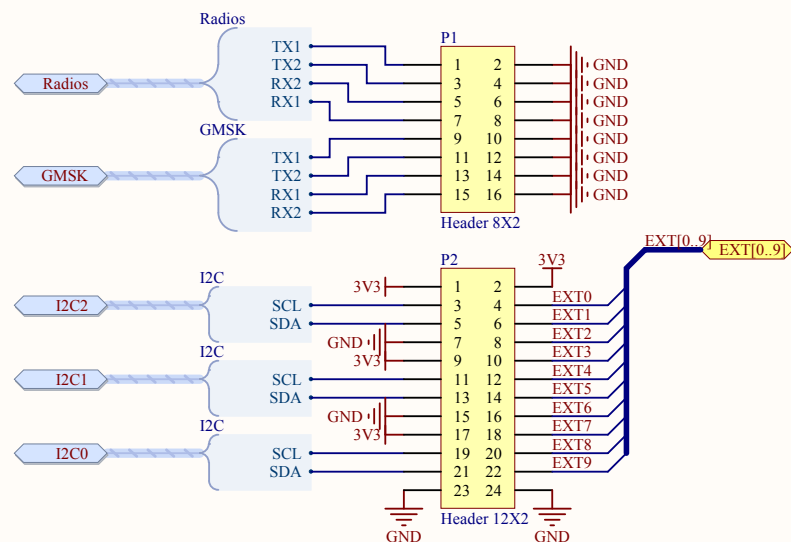 Radios
P1
TX1
TX2
RX2
RX1
Radios
1 2 GND
3 4 GND
5 6 GND
7 8 GND
GMSK
9 10 GND
11 12 GND
13 14 GND
15 16 GND
TX1
TX2
RX1
RX2
GMSK
Header 8X2
EXT[0..9]
EXT[0..9]
P2
3V3
I2C
3V3 1 2
I2C2
SCL 3 4 EXT0
SDA 5 6 EXT1
GND 7 8 EXT2
3V3 9 10 EXT3
I2C
I2C1
SCL 11 12 EXT4
SDA 13 14 EXT5
GND 15 16 EXT6
3V3 17 18 EXT7
I2C
I2C0
SCL 19 20 EXT8
SDA 21 22 EXT9
23 24
Header 12X2
GND
GND